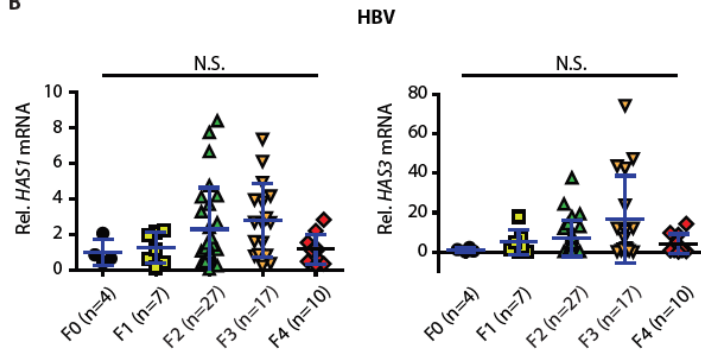 B
HBV
N.S.
Rel. HAS1 mRNA
10
8
6
4
2
0
F0 (n=4)
F1 (n=7)
F2 (n=27)
F3 (n=17)
F4 (n=10)
N.S.
Rel. HAS3 mRNA
80
60
40
20
0
F0 (n=4)
F1 (n=7)
F2 (n=27)
F3 (n=17)
F4 (n=10)